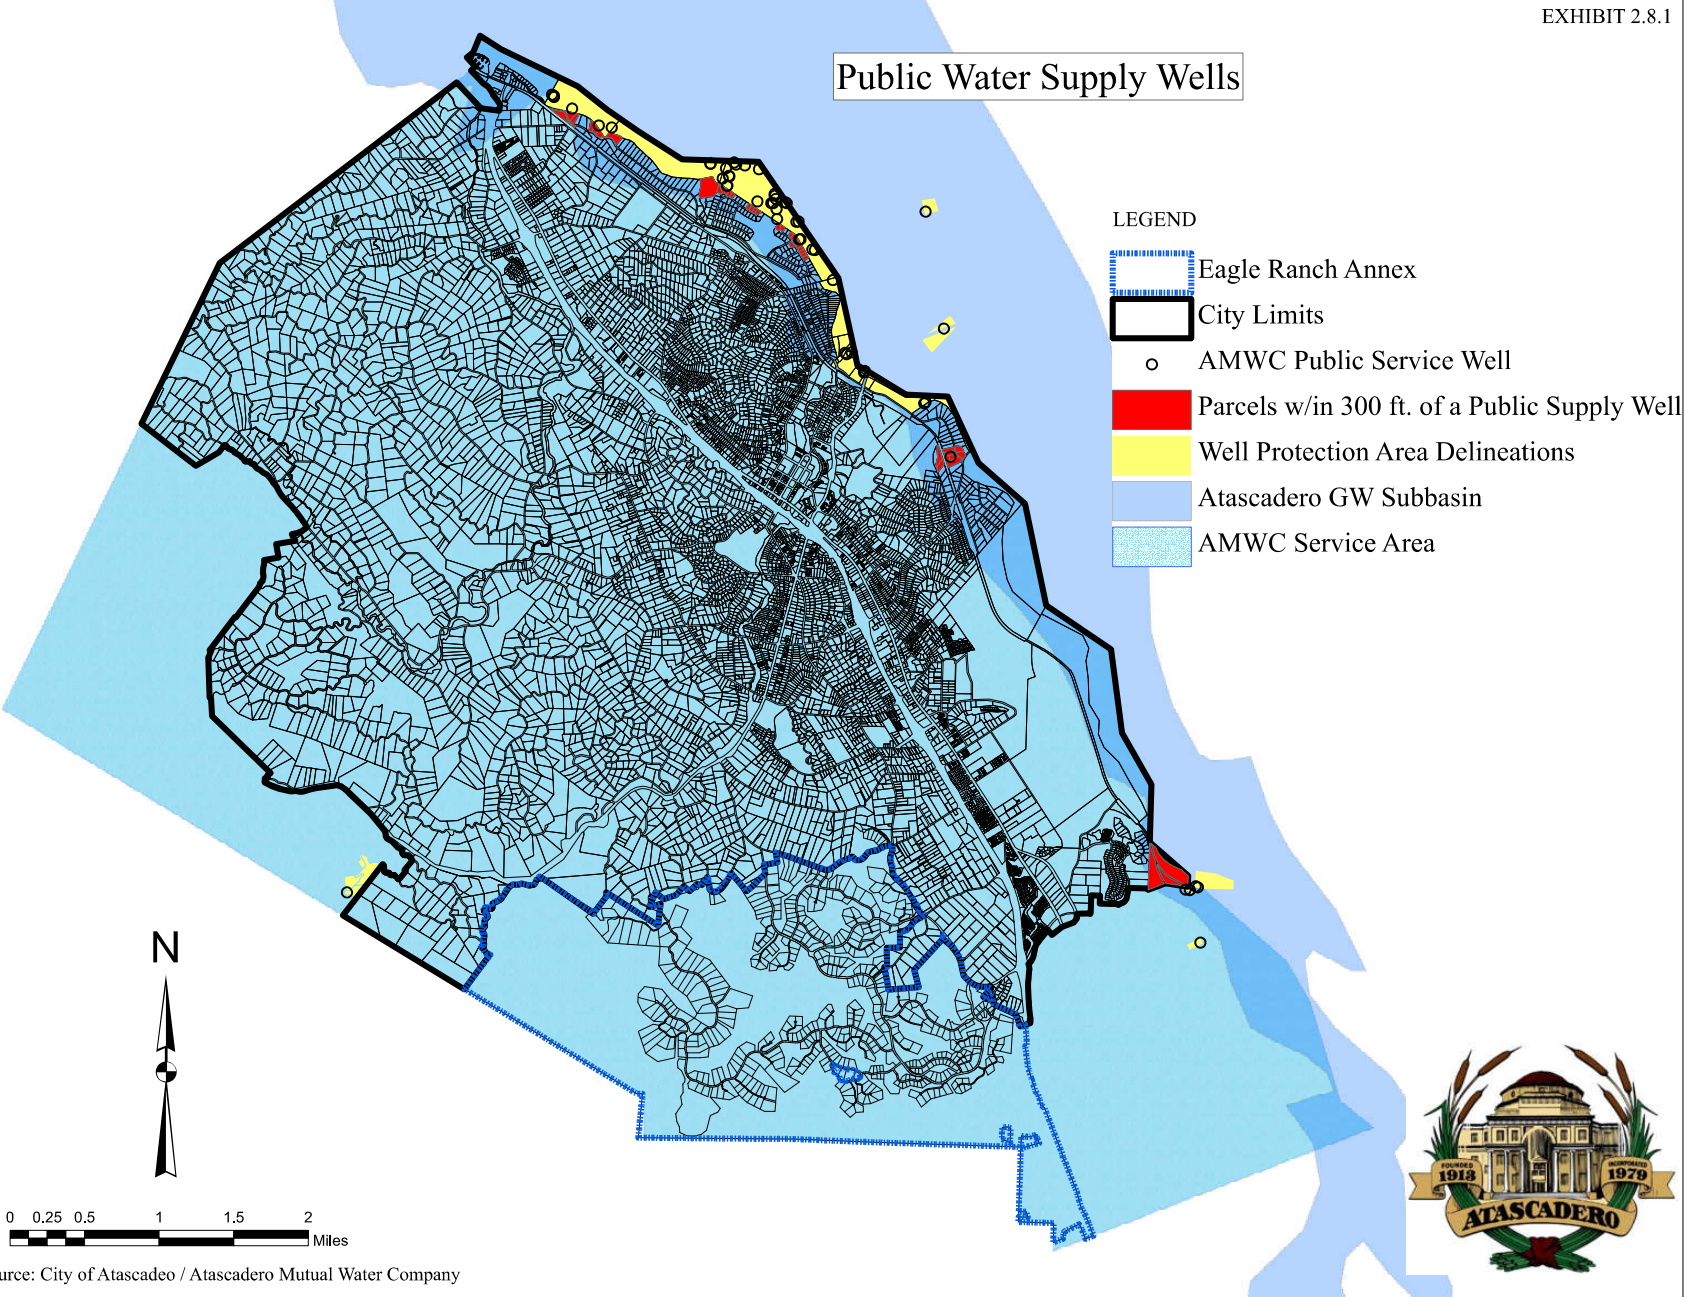 EXHIBIT 2.8.1
Public Water Supply Wells
LEGEND
Eagle Ranch Annex
City Limits
AMWC Public Service Well
Parcels w/in 300 ft. of a Public Supply Well
Well Protection Area Delineations
Atascadero GW Subbasin
AMWC Service Area
N
0 0.25 0.5 1 1.5 2
Miles
urce: City of Atascadeo / Atascadero Mutual Water Company
FOUNDED
1913
INCORPORATED
1979
ATASCADERO